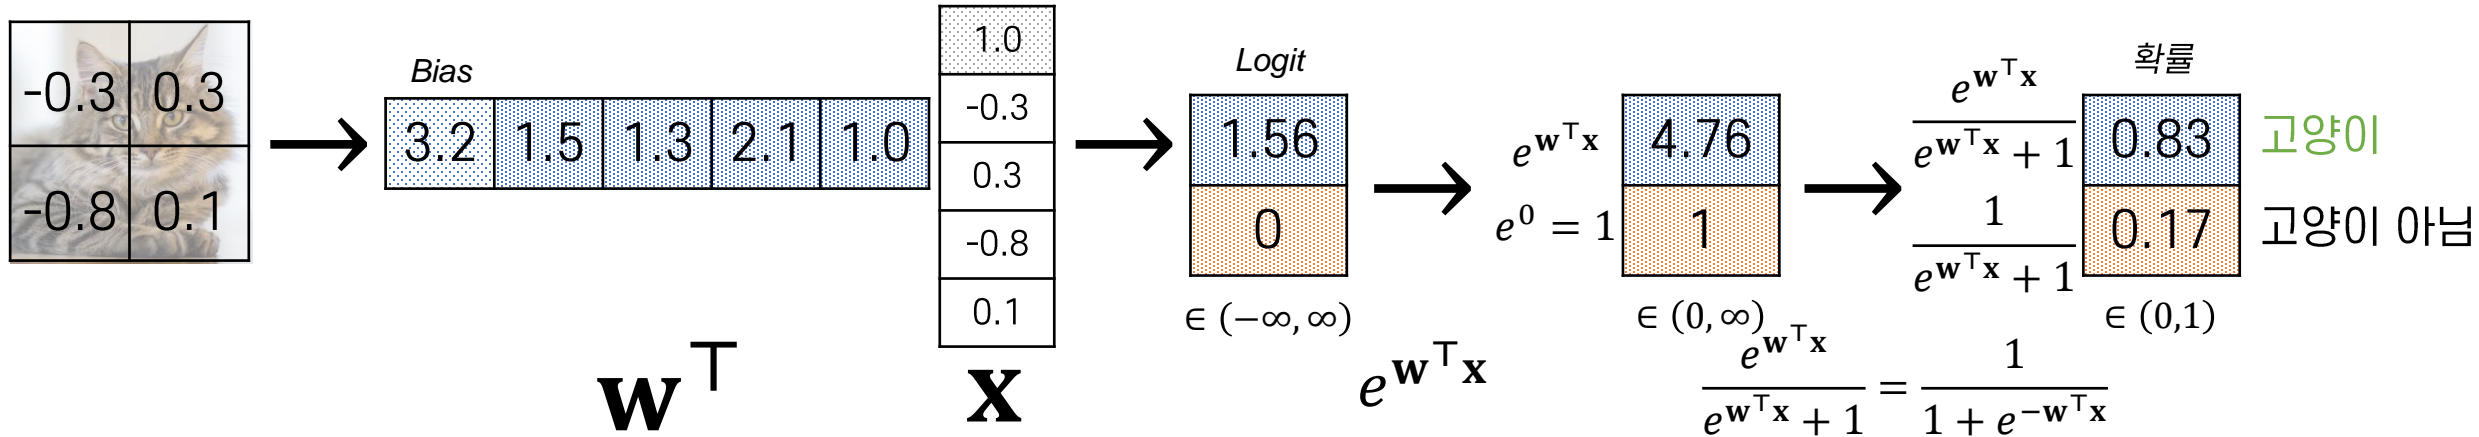 -0.3 0.3
-0.8 0.1
Bias
3.2 1.5 1.3 2.1 1.0
w⊤
1.0
-0.3
0.3
-0.8
0.1
x
Logit
1.56
0
∈ (−∞, ∞)
e^{w⊤x}
e^{w⊤x} 4.76
e^0 = 1 1
∈ (0, ∞)
확률
e^{w⊤x} / (e^{w⊤x} + 1) 0.83 고양이
1 / (e^{w⊤x} + 1) 0.17 고양이 아님
∈ (0,1)
e^{w⊤x} / (e^{w⊤x} + 1) = 1 / (1 + e^{−w⊤x})